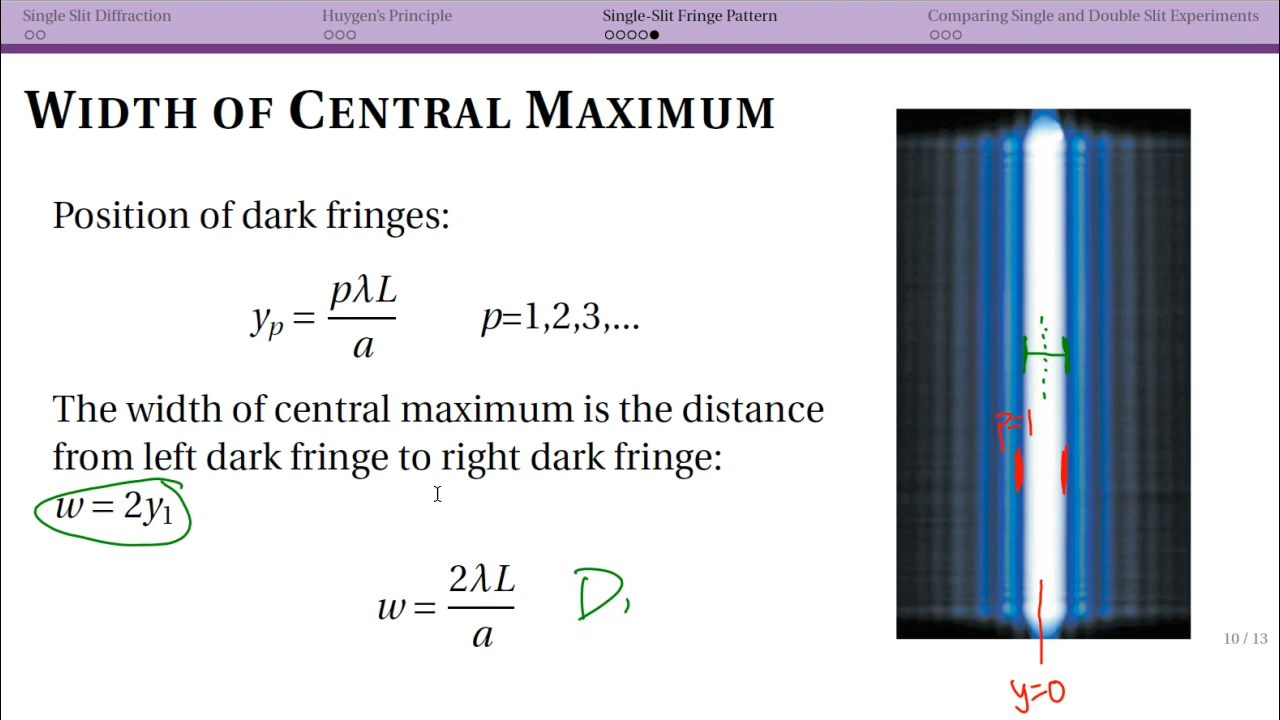 Single Slit Diffraction
Huygen's Principle
Single-Slit Fringe Pattern
Comparing Single and Double Slit Experiments
WIDTH OF CENTRAL MAXIMUM
Position of dark fringes:
y_p = pλL / a    p=1,2,3,...
The width of central maximum is the distance
from left dark fringe to right dark fringe:
w = 2y₁
w = 2λL / a    D,
P=1
y=0
10 / 13